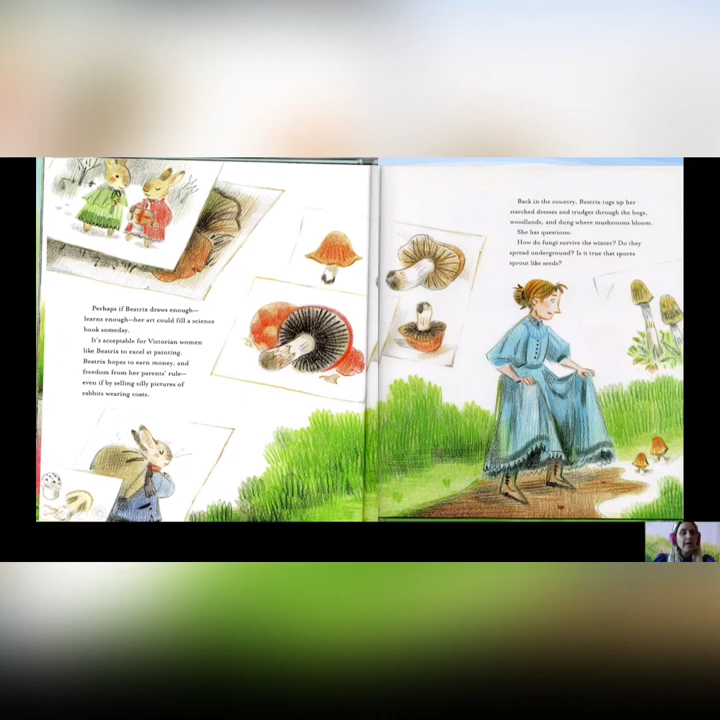 Perhaps if Beatrix draws enough—
learns enough—her art could fill a science
book someday.
It's acceptable for Victorian women
like Beatrix to excel at painting.
Beatrix hopes to earn money, and
freedom from her parents' rule—
even if by selling silly pictures of
rabbits wearing coats.
Back in the country, Beatrix tugs up her
starched dresses and trudges through the bogs,
woodlands, and dung where mushrooms bloom.
She has questions:
How do fungi survive the winter? Do they
spread underground? Is it true that spores
sprout like seeds?